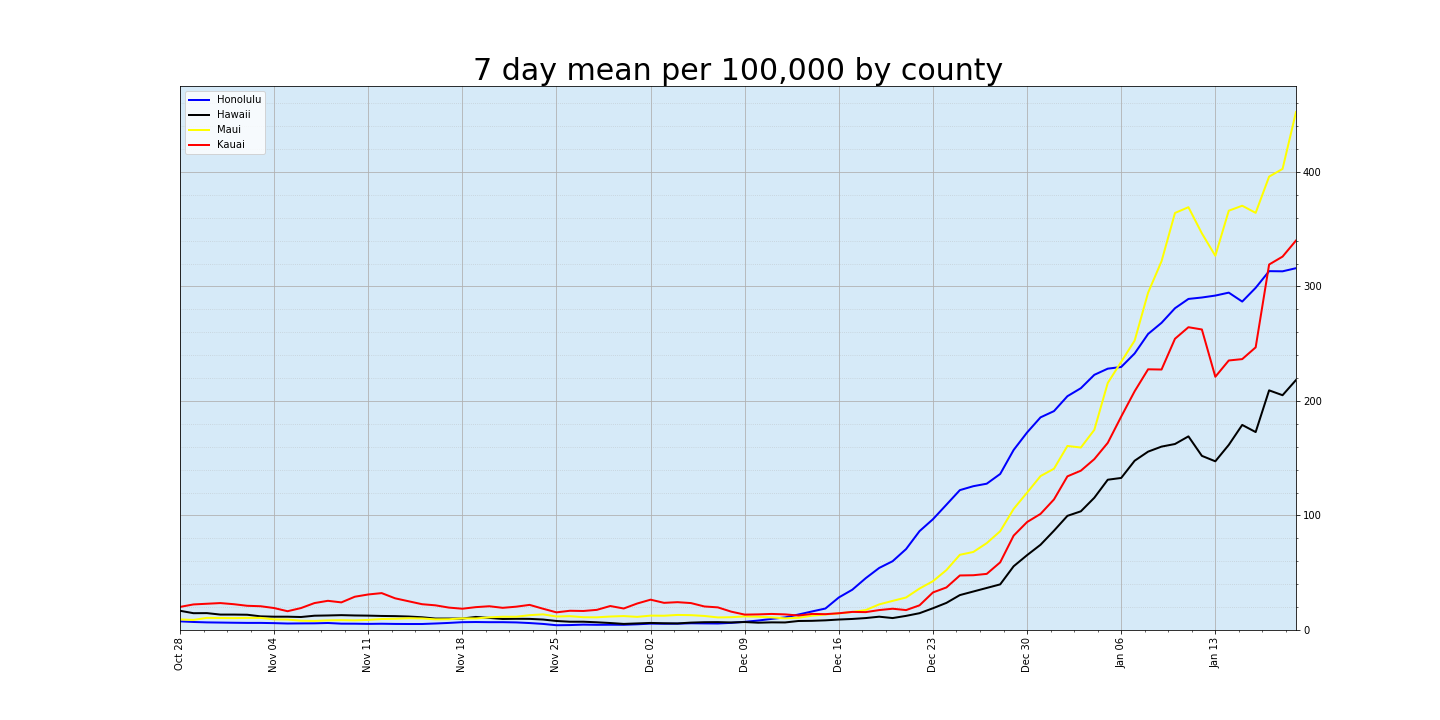 7 day mean per 100,000 by county
Honolulu
Hawaii
Maui
Kauai
400
300
200
100
0
Oct 28
Nov 04
Nov 11
Nov 18
Nov 25
Dec 02
Dec 09
Dec 16
Dec 23
Dec 30
Jan 06
Jan 13